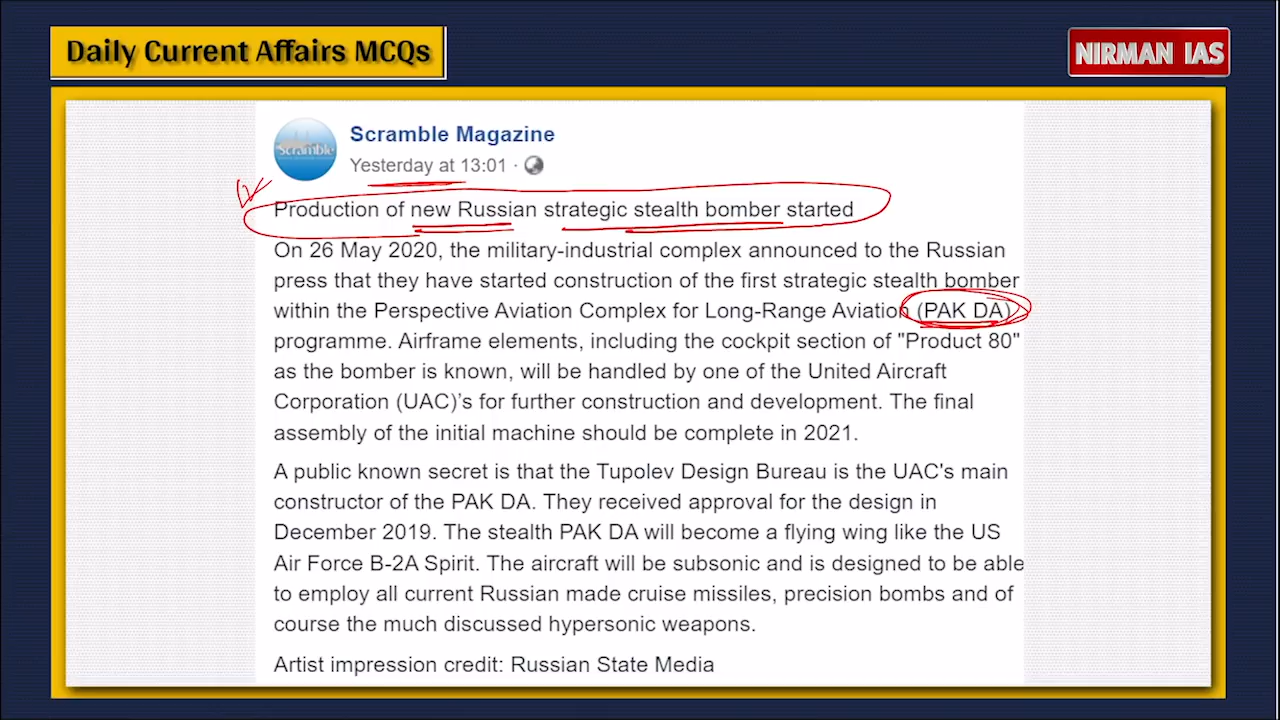 Daily Current Affairs MCQs
NIRMAN IAS
Scramble
Scramble Magazine
Yesterday at 13:01 ·
Production of new Russian strategic stealth bomber started
On 26 May 2020, the military-industrial complex announced to the Russian
press that they have started construction of the first strategic stealth bomber
within the Perspective Aviation Complex for Long-Range Aviation (PAK DA)
programme. Airframe elements, including the cockpit section of "Product 80"
as the bomber is known, will be handled by one of the United Aircraft
Corporation (UAC)'s for further construction and development. The final
assembly of the initial machine should be complete in 2021.
A public known secret is that the Tupolev Design Bureau is the UAC's main
constructor of the PAK DA. They received approval for the design in
December 2019. The stealth PAK DA will become a flying wing like the US
Air Force B-2A Spirit. The aircraft will be subsonic and is designed to be able
to employ all current Russian made cruise missiles, precision bombs and of
course the much discussed hypersonic weapons.
Artist impression credit: Russian State Media